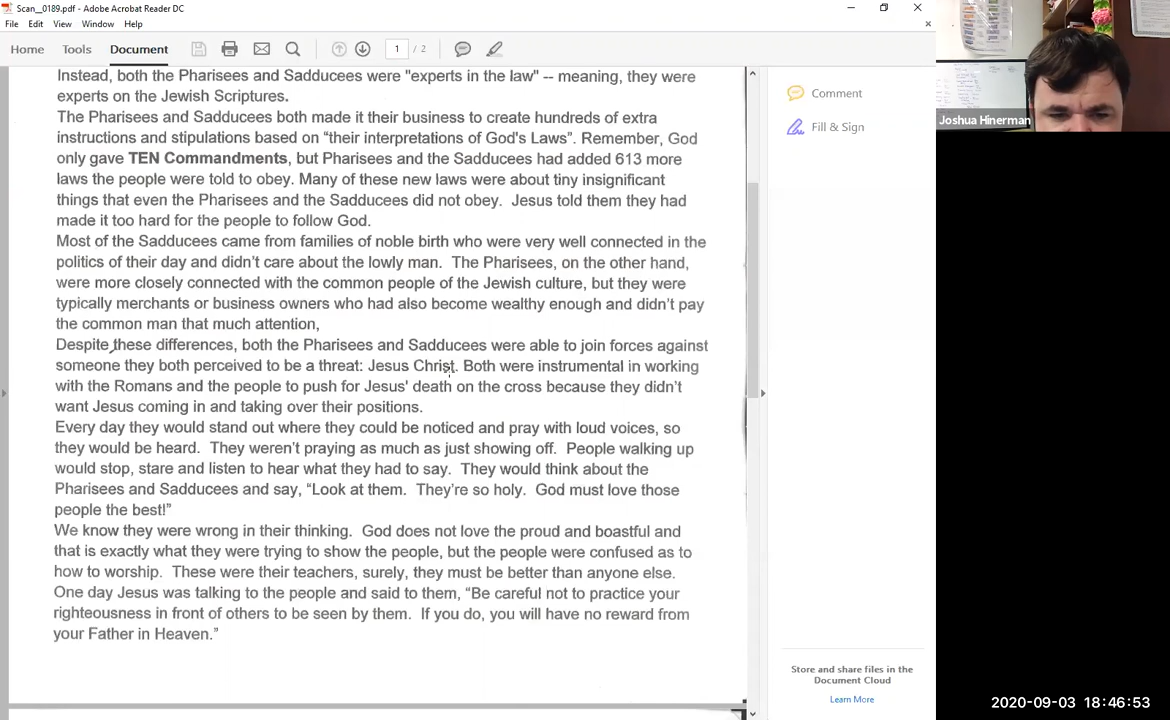 Scan__0189.pdf - Adobe Acrobat Reader DC
File Edit View Window Help
Home Tools Document 1 / 2
Instead, both the Pharisees and Sadducees were "experts in the law" -- meaning, they were
experts on the Jewish Scriptures.
The Pharisees and Sadducees both made it their business to create hundreds of extra
instructions and stipulations based on “their interpretations of God's Laws”. Remember, God
only gave TEN Commandments, but Pharisees and the Sadducees had added 613 more
laws the people were told to obey. Many of these new laws were about tiny insignificant
things that even the Pharisees and the Sadducees did not obey. Jesus told them they had
made it too hard for the people to follow God.
Most of the Sadducees came from families of noble birth who were very well connected in the
politics of their day and didn’t care about the lowly man. The Pharisees, on the other hand,
were more closely connected with the common people of the Jewish culture, but they were
typically merchants or business owners who had also become wealthy enough and didn’t pay
the common man that much attention,
Despite these differences, both the Pharisees and Sadducees were able to join forces against
someone they both perceived to be a threat: Jesus Christ. Both were instrumental in working
with the Romans and the people to push for Jesus' death on the cross because they didn’t
want Jesus coming in and taking over their positions.
Every day they would stand out where they could be noticed and pray with loud voices, so
they would be heard. They weren’t praying as much as just showing off. People walking up
would stop, stare and listen to hear what they had to say. They would think about the
Pharisees and Sadducees and say, “Look at them. They’re so holy. God must love those
people the best!”
We know they were wrong in their thinking. God does not love the proud and boastful and
that is exactly what they were trying to show the people, but the people were confused as to
how to worship. These were their teachers, surely, they must be better than anyone else.
One day Jesus was talking to the people and said to them, “Be careful not to practice your
righteousness in front of others to be seen by them. If you do, you will have no reward from
your Father in Heaven.”
Comment
Fill & Sign
Store and share files in the
Document Cloud
Learn More
Joshua Hinerman
2020-09-03 18:46:53